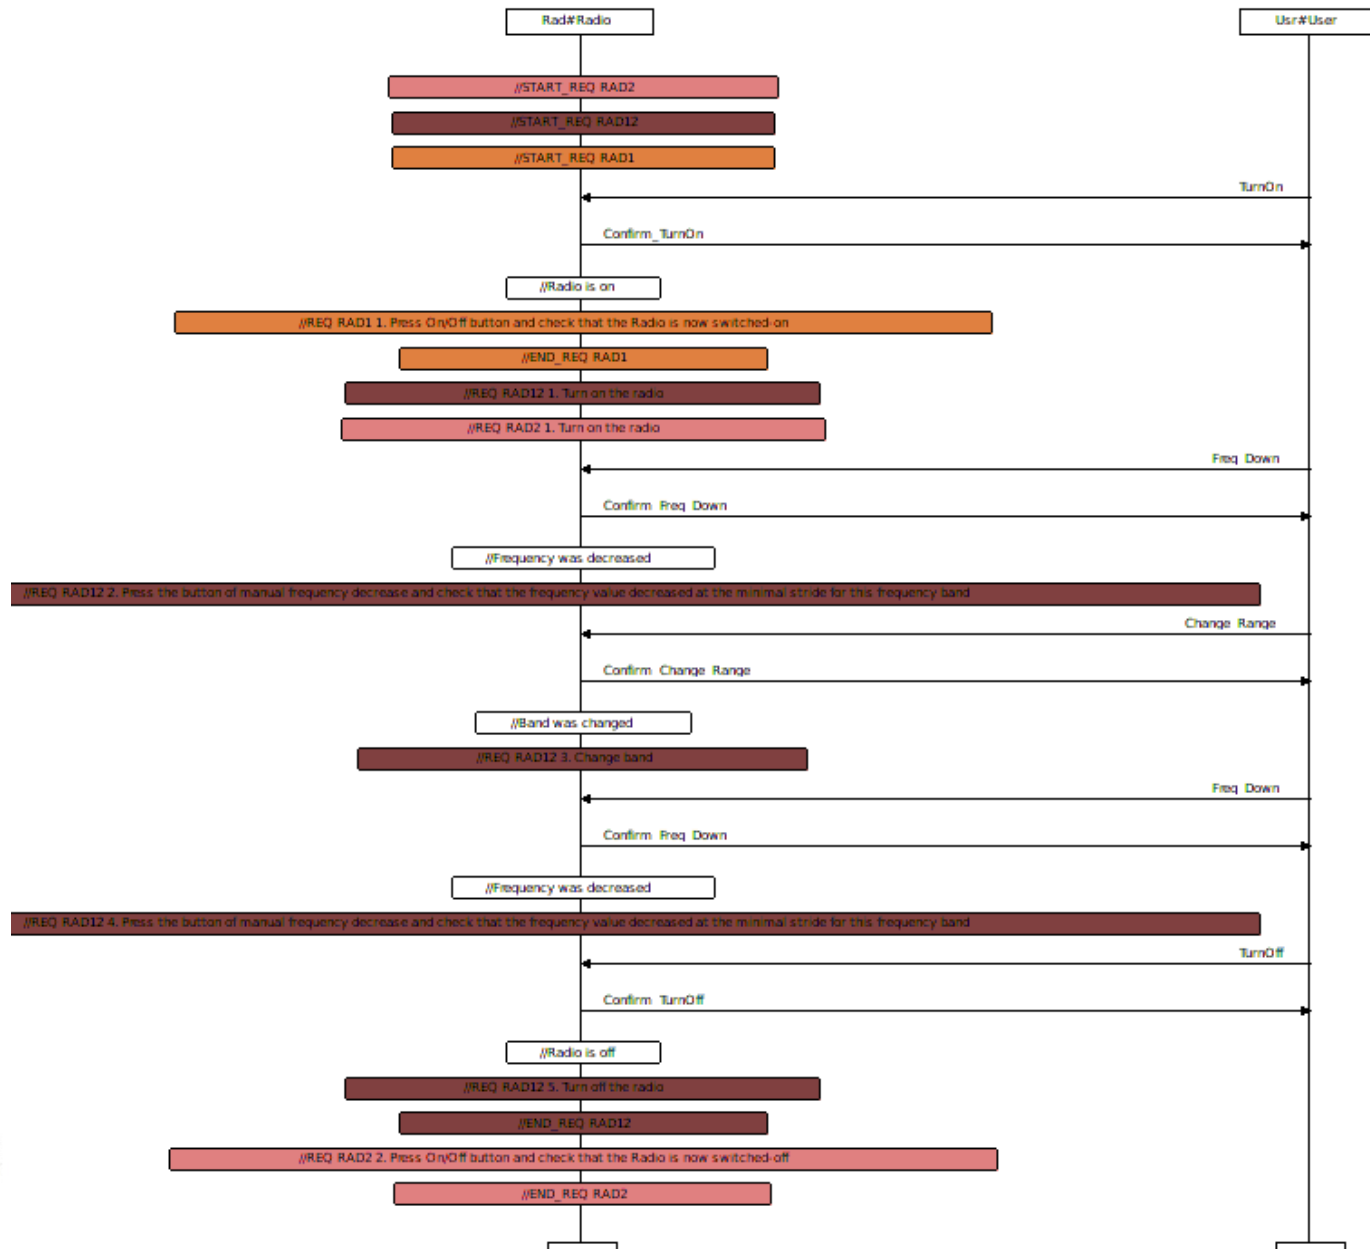 Rad#Radio
Usr#User
//START_REQ RAD2
//START_REQ RAD12
//START_REQ RAD1
TurnOn
Confirm_TurnOn
//Radio is on
//REQ RAD1 1. Press On/Off button and check that the Radio is now switched-on
//END_REQ RAD1
//REQ RAD12 1. Turn on the radio
//REQ RAD2 1. Turn on the radio
Freq_Down
Confirm_Freq_Down
//Frequency was decreased
//REQ RAD12 2. Press the button of manual frequency decrease and check that the frequency value decreased at the minimal stride for this frequency band
Change_Range
Confirm_Change_Range
//Band was changed
//REQ RAD12 3. Change band
Freq_Down
Confirm_Freq_Down
//Frequency was decreased
//REQ RAD12 4. Press the button of manual frequency decrease and check that the frequency value decreased at the minimal stride for this frequency band
TurnOff
Confirm_TurnOff
//Radio is off
//REQ RAD12 5. Turn off the radio
//END_REQ RAD12
//REQ RAD2 2. Press On/Off button and check that the Radio is now switched-off
//END_REQ RAD2